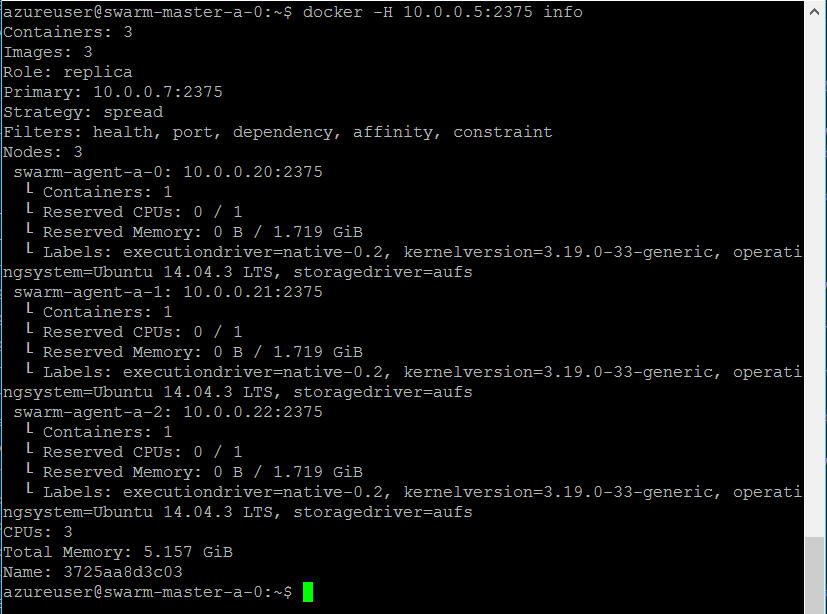 azureuser@swarm-master-a-0:~$ docker -H 10.0.0.5:2375 info
Containers: 3
Images: 3
Role: replica
Primary: 10.0.0.7:2375
Strategy: spread
Filters: health, port, dependency, affinity, constraint
Nodes: 3
 swarm-agent-a-0: 10.0.0.20:2375
  └ Containers: 1
  └ Reserved CPUs: 0 / 1
  └ Reserved Memory: 0 B / 1.719 GiB
  └ Labels: executiondriver=native-0.2, kernelversion=3.19.0-33-generic, operati
ngsystem=Ubuntu 14.04.3 LTS, storagedriver=aufs
 swarm-agent-a-1: 10.0.0.21:2375
  └ Containers: 1
  └ Reserved CPUs: 0 / 1
  └ Reserved Memory: 0 B / 1.719 GiB
  └ Labels: executiondriver=native-0.2, kernelversion=3.19.0-33-generic, operati
ngsystem=Ubuntu 14.04.3 LTS, storagedriver=aufs
 swarm-agent-a-2: 10.0.0.22:2375
  └ Containers: 1
  └ Reserved CPUs: 0 / 1
  └ Reserved Memory: 0 B / 1.719 GiB
  └ Labels: executiondriver=native-0.2, kernelversion=3.19.0-33-generic, operati
ngsystem=Ubuntu 14.04.3 LTS, storagedriver=aufs
CPUs: 3
Total Memory: 5.157 GiB
Name: 3725aa8d3c03
azureuser@swarm-master-a-0:~$